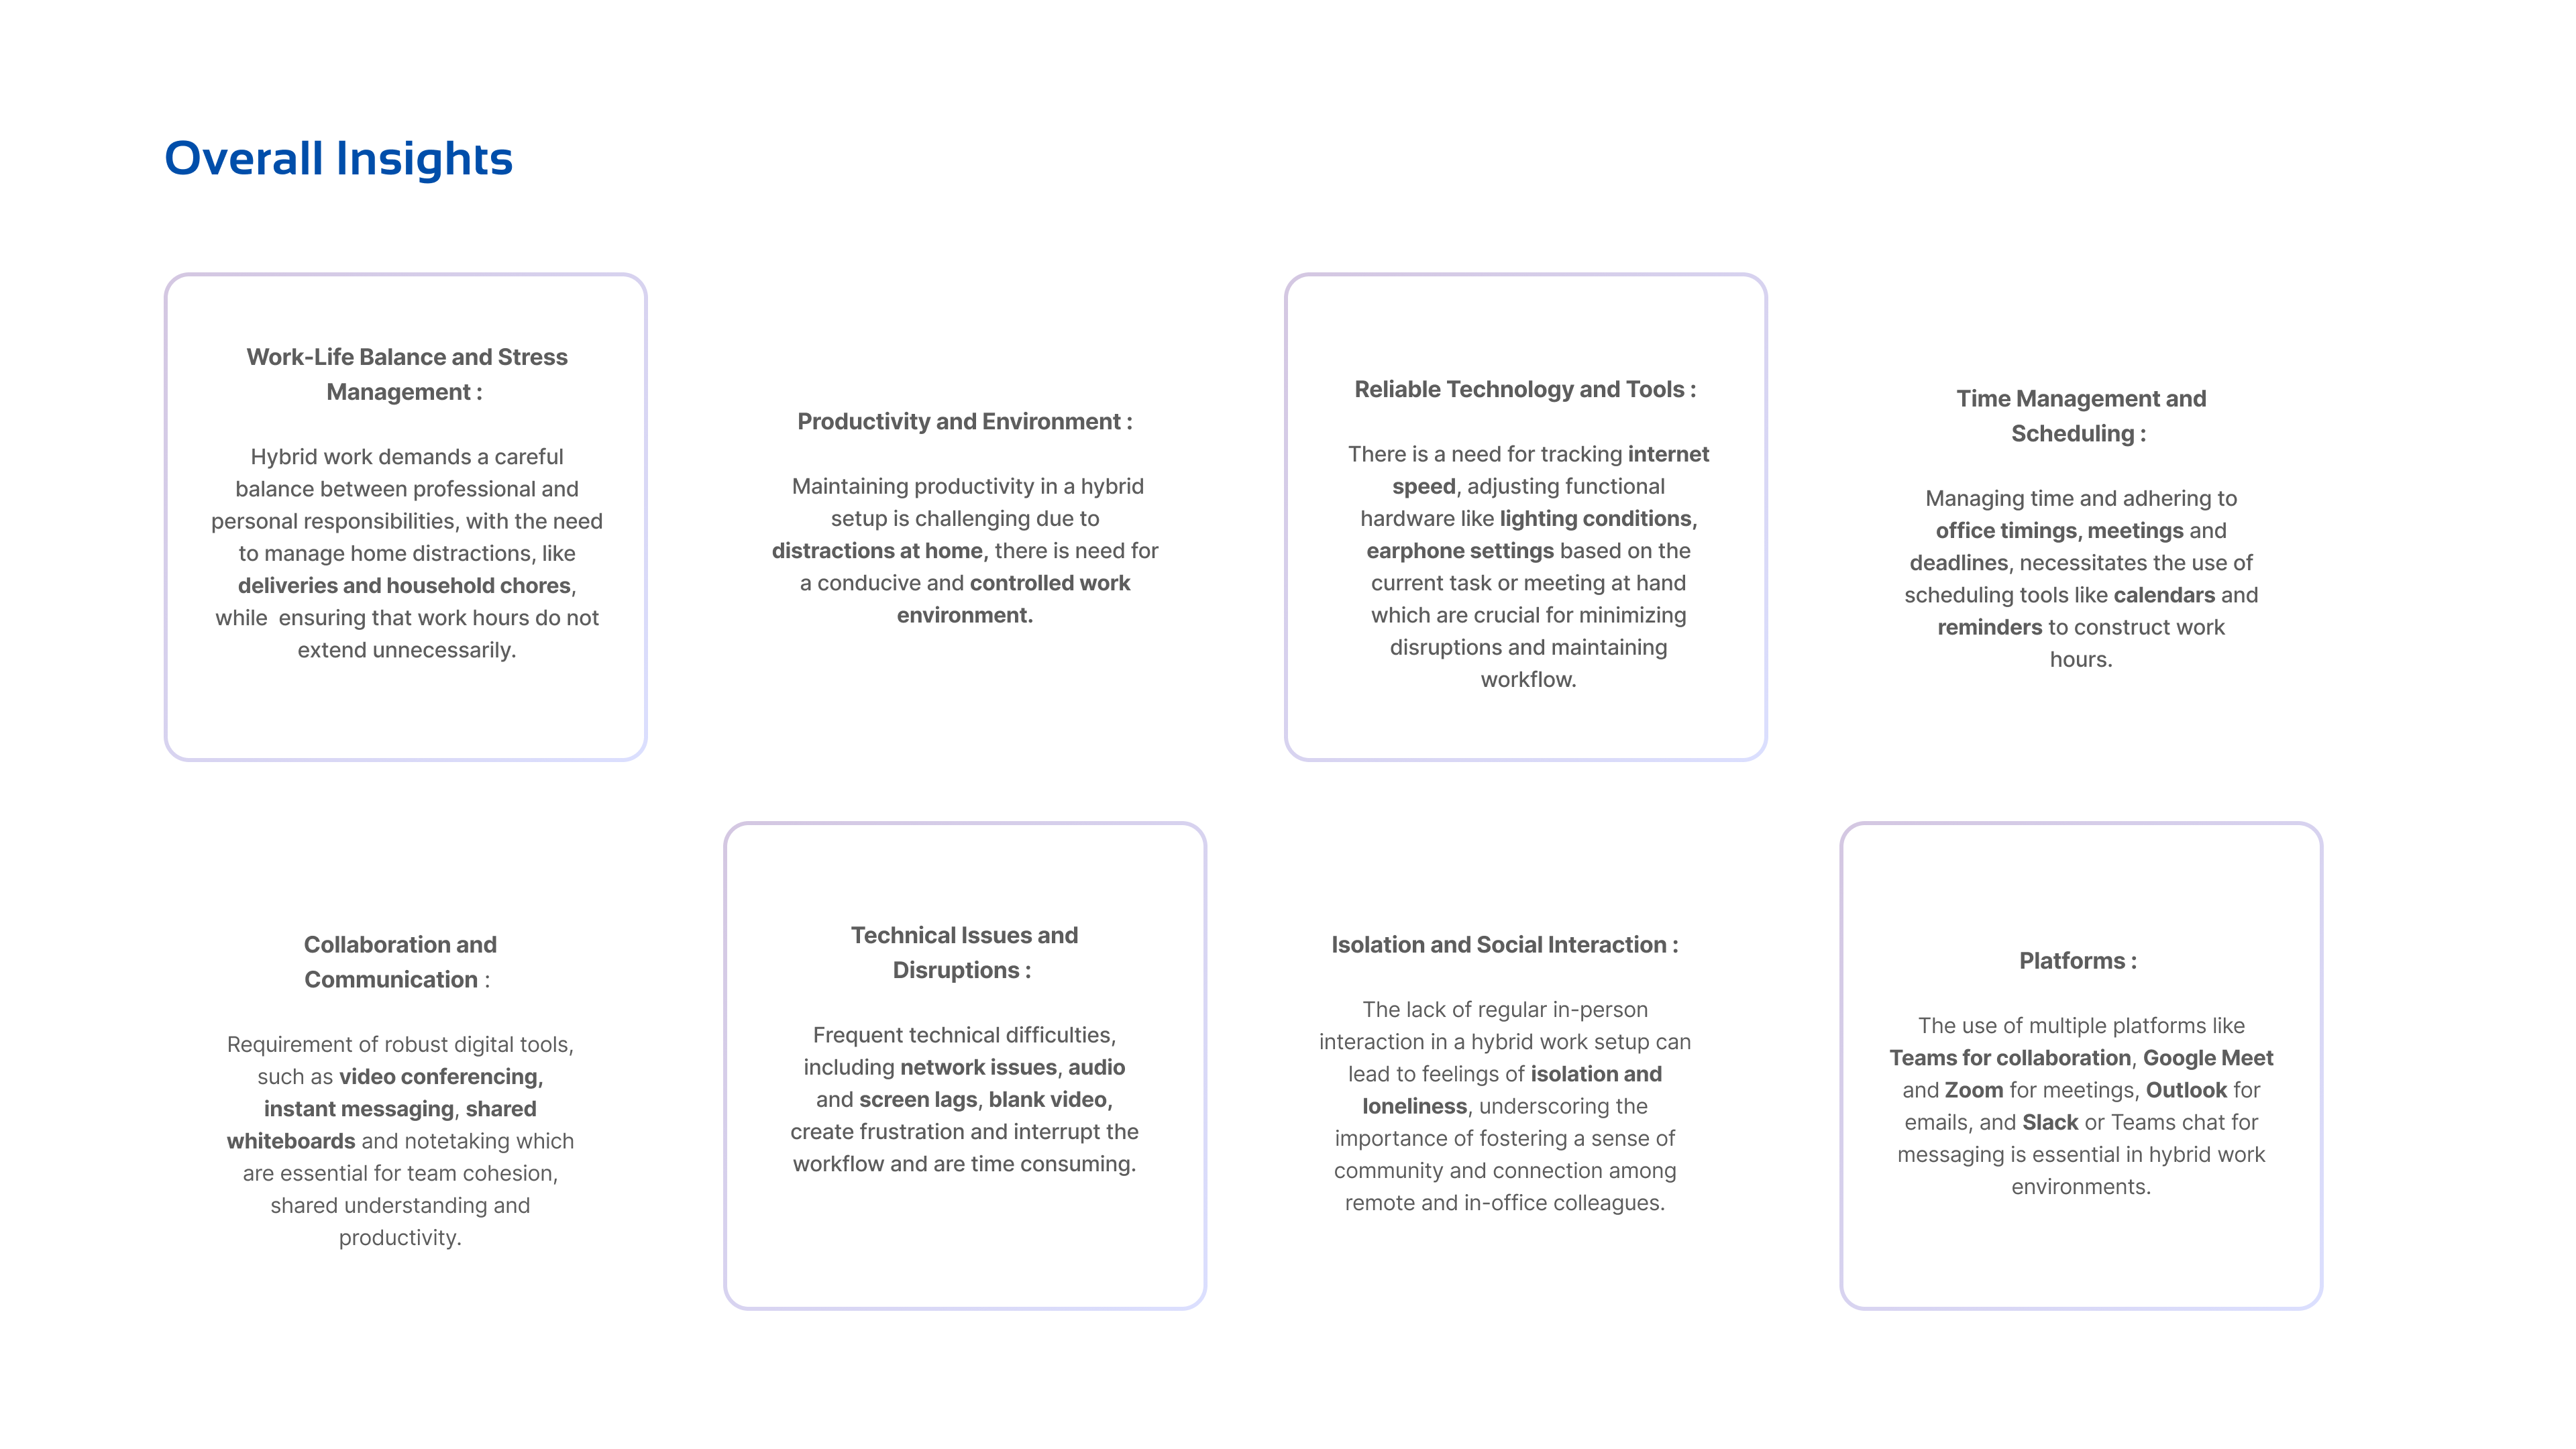 Overall Insights
Work-Life Balance and Stress
Management :
Hybrid work demands a careful
balance between professional and
personal responsibilities, with the need
to manage home distractions, like
deliveries and household chores,
while  ensuring that work hours do not
extend unnecessarily.
Productivity and Environment :
Maintaining productivity in a hybrid
setup is challenging due to
distractions at home, there is need for
a conducive and controlled work
environment.
Reliable Technology and Tools :
There is a need for tracking internet
speed, adjusting functional
hardware like lighting conditions,
earphone settings based on the
current task or meeting at hand
which are crucial for minimizing
disruptions and maintaining
workflow.
Time Management and
Scheduling :
Managing time and adhering to
office timings, meetings and
deadlines, necessitates the use of
scheduling tools like calendars and
reminders to construct work
hours.
Collaboration and
Communication :
Requirement of robust digital tools,
such as video conferencing,
instant messaging, shared
whiteboards and notetaking which
are essential for team cohesion,
shared understanding and
productivity.
Technical Issues and
Disruptions :
Frequent technical difficulties,
including network issues, audio
and screen lags, blank video,
create frustration and interrupt the
workflow and are time consuming.
Isolation and Social Interaction :
The lack of regular in-person
interaction in a hybrid work setup can
lead to feelings of isolation and
loneliness, underscoring the
importance of fostering a sense of
community and connection among
remote and in-office colleagues.
Platforms :
The use of multiple platforms like
Teams for collaboration, Google Meet
and Zoom for meetings, Outlook for
emails, and Slack or Teams chat for
messaging is essential in hybrid work
environments.